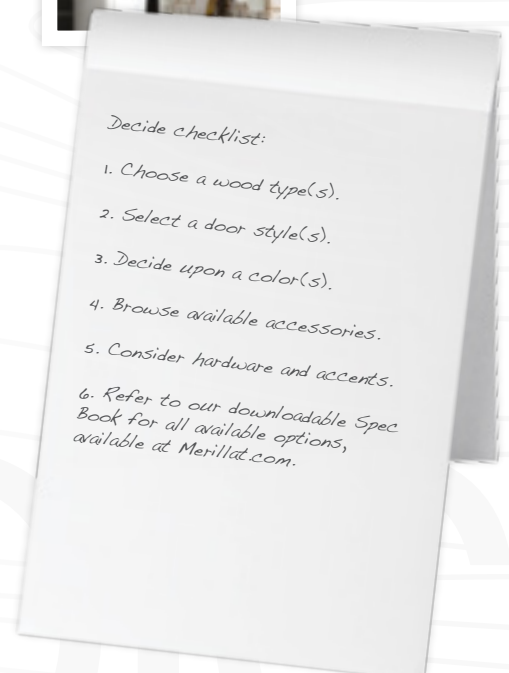 Decide checklist:
1. Choose a wood type(s).
2. Select a door style(s).
3. Decide upon a color(s).
4. Browse available accessories.
5. Consider hardware and accents.
6. Refer to our downloadable Spec
Book for all available options,
available at Merillat.com.